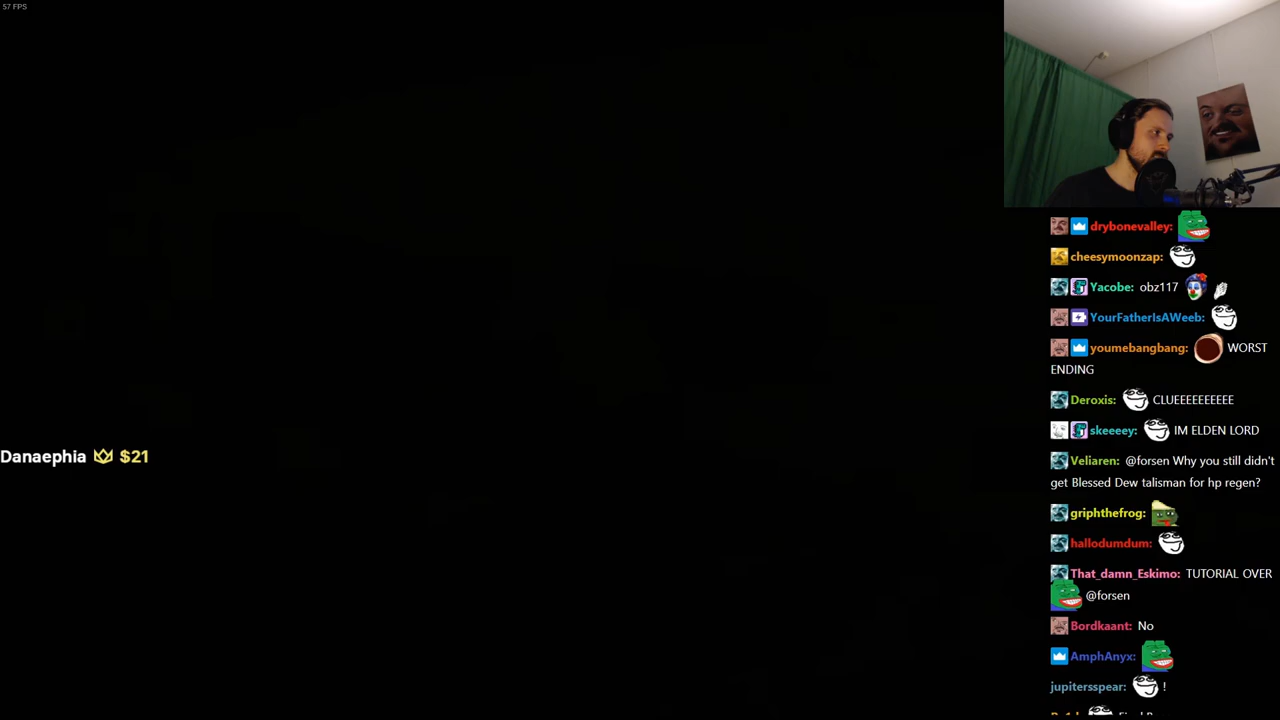 57 FPS
drybonevalley:
cheesymoonzap:
Yacobe: obz117
YourFatherIsAWeeb:
youmebangbang: WORST
ENDING
Deroxis: CLUEEEEEEEEEE
skeeeey: IM ELDEN LORD
Danaephia $21
Veliaren: @forsen Why you still didn't
get Blessed Dew talisman for hp regen?
griphthefrog:
hallodumdum:
That_damn_Eskimo: TUTORIAL OVER
@forsen
Bordkaant: No
AmphAnyx:
jupitersspear: !